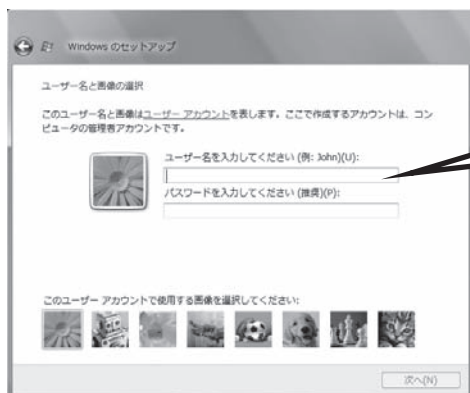 Windows のセットアップ
ユーザー名と画像の選択
このユーザー名と画像はユーザー アカウントを表します。ここで作成するアカウントは、コン
ピュータの管理者アカウントです。
ユーザー名を入力してください (例: John)(U):
パスワードを入力してください (推奨)(P):
このユーザー アカウントで使用する画像を選択してください:
次へ(N)